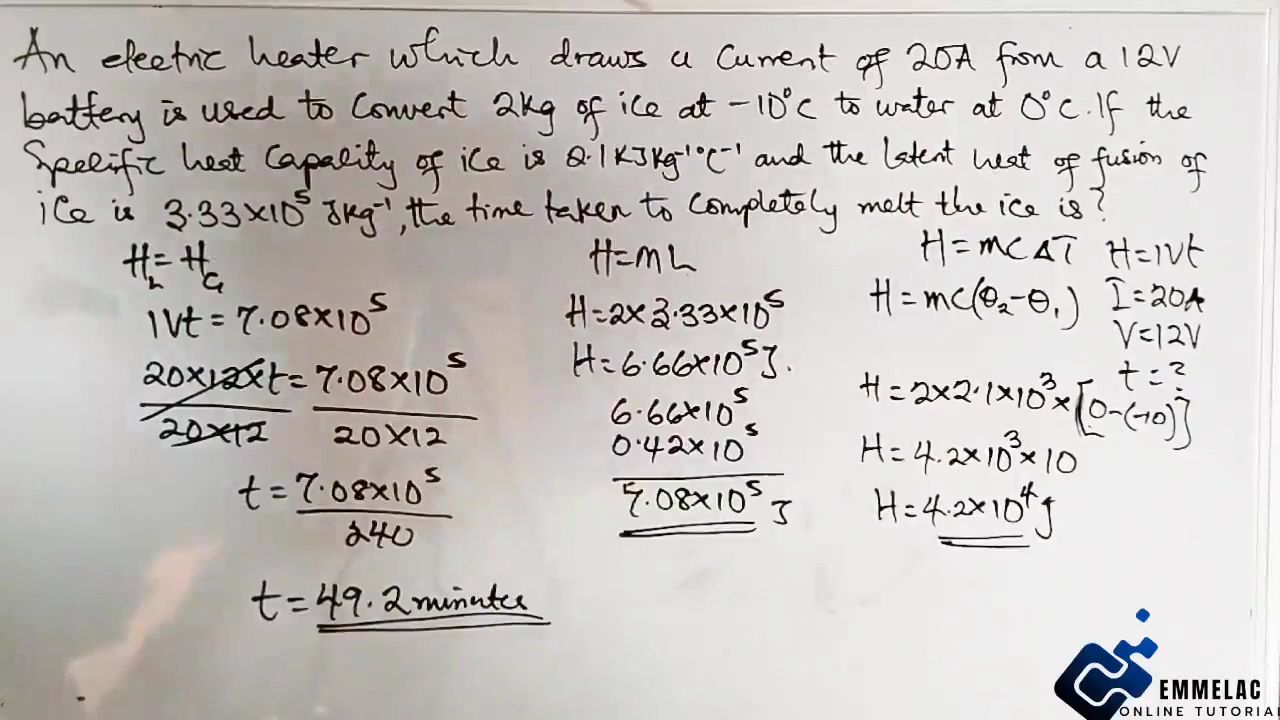 An electric heater which draws a current of 20A from a 12V
battery is used to convert 2kg of ice at -10°C to water at 0°C. If the
Specific heat capacity of ice is 2.1KJKg⁻¹°C⁻¹ and the latent heat of fusion of
ice is 3.33×10⁵ JKg⁻¹, the time taken to completely melt the ice is?
H_L = H_G
IVt = 7.08×10⁵
20×12×t = 7.08×10⁵
20×12 20×12
t = 7.08×10⁵
240
t = 49.2 minutes
H=mL
H=2×3.33×10⁵
H=6.66×10⁵J.
6.66×10⁵
0.42×10⁵
7.08×10⁵ J
H=mcΔT
H=mc(θ₂-θ₁)
H=2×2.1×10³×[0-(-10)]
H=4.2×10³×10
H=4.2×10⁴J
H=IVt
I=20A
V=12V
t=?
EMMELAC
ONLINE TUTORIA